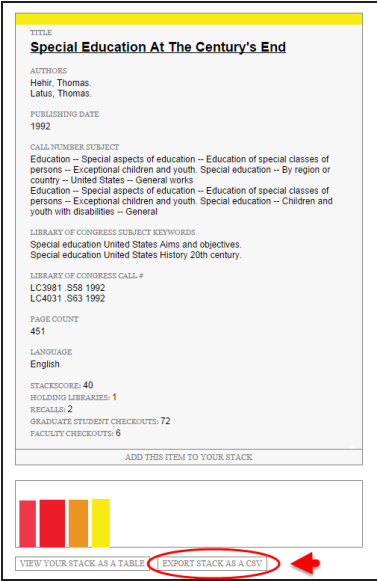 TITLE
Special Education At The Century's End
AUTHORS
Hehir, Thomas.
Latus, Thomas.
PUBLISHING DATE
1992
CALL NUMBER SUBJECT
Education -- Special aspects of education -- Education of special classes of
persons -- Exceptional children and youth. Special education -- By region or
country -- United States -- General works
Education -- Special aspects of education -- Education of special classes of
persons -- Exceptional children and youth. Special education -- Children and
youth with disabilities -- General
LIBRARY OF CONGRESS SUBJECT KEYWORDS
Special education United States Aims and objectives.
Special education United States History 20th century.
LIBRARY OF CONGRESS CALL #
LC3981 .S58 1992
LC4031 .S63 1992
PAGE COUNT
451
LANGUAGE
English
STACKSCORE: 40
HOLDING LIBRARIES: 1
RECALLS: 2
GRADUATE STUDENT CHECKOUTS: 72
FACULTY CHECKOUTS: 6
ADD THIS ITEM TO YOUR STACK
VIEW YOUR STACK AS A TABLE EXPORT STACK AS A CSV